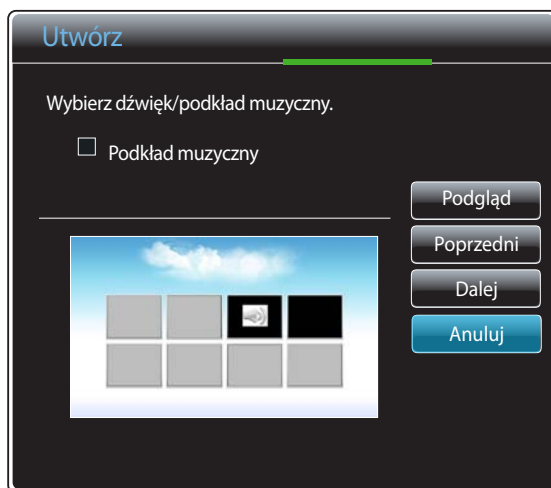 Utwórz
Wybierz dźwięk/podkład muzyczny.
Podkład muzyczny
Podgląd
Poprzedni
Dalej
Anuluj